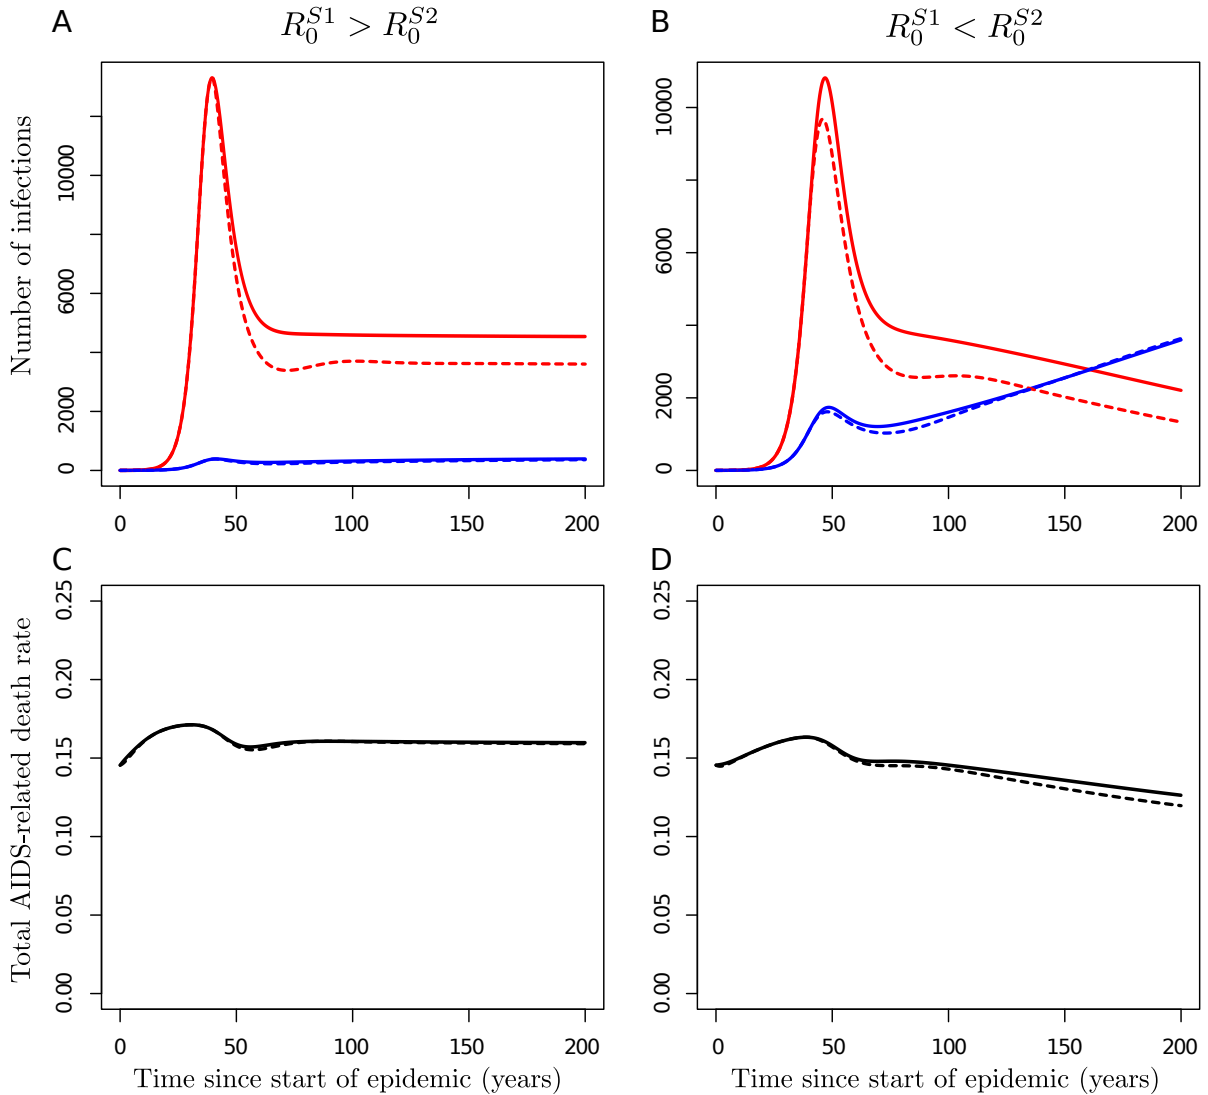 A
R_0^{S1} > R_0^{S2}
B
R_0^{S1} < R_0^{S2}
Number of infections
0
2000
6000
10000
0 50 100 150 200
0
2000
6000
10000
0 50 100 150 200
C
D
Total AIDS-related death rate
0.00 0.05 0.10 0.15 0.20 0.25
0 50 100 150 200
Time since start of epidemic (years)
0.00 0.05 0.10 0.15 0.20 0.25
0 50 100 150 200
Time since start of epidemic (years)